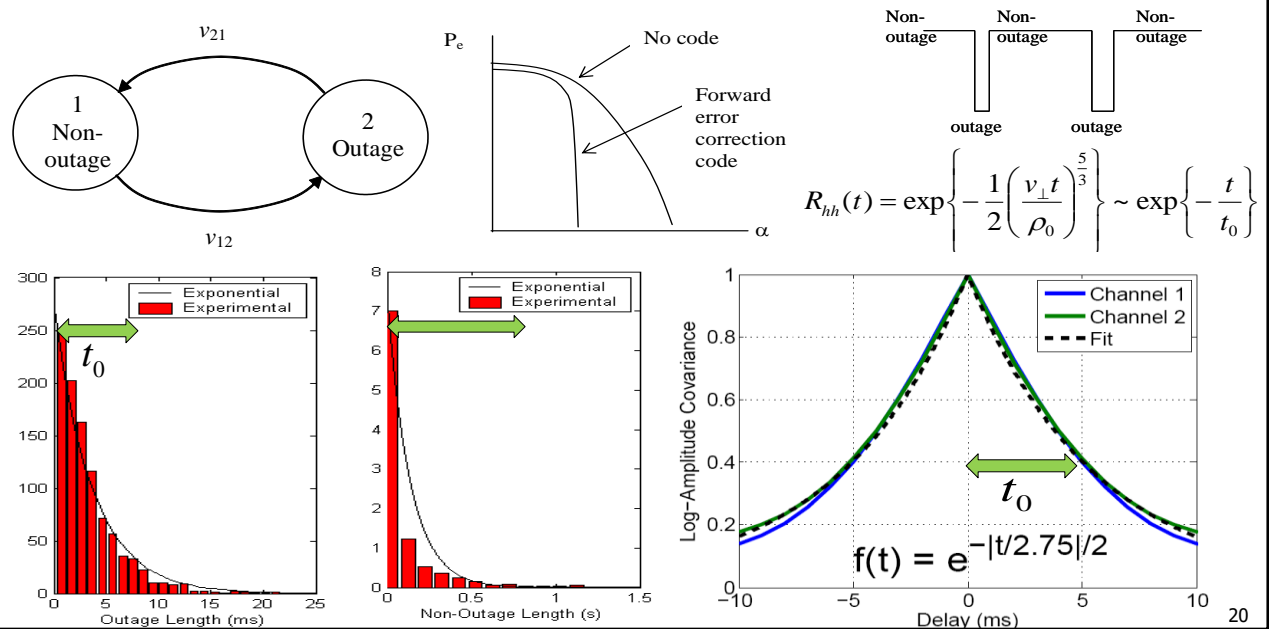 v21
1
Non-
outage
2
Outage
v12
Pe
No code
Forward
error
correction
code
α
Non-
outage
Non-
outage
Non-
outage
outage
outage
R_hh(t) = exp{-1/2 (v⊥t/ρ0)^(5/3)} ~ exp{-t/t0}
300
250
200
150
100
50
0
Exponential
Experimental
t0
0 5 10 15 20 25
Outage Length (ms)
8
7
6
5
4
3
2
1
0
Exponential
Experimental
0 0.5 1 1.5
Non-Outage Length (s)
Log-Amplitude Covariance
1
0.8
0.6
0.4
0.2
0
Channel 1
Channel 2
Fit
t0
f(t) = e^-|t/2.75|/2
-10 -5 0 5 10
Delay (ms)
20